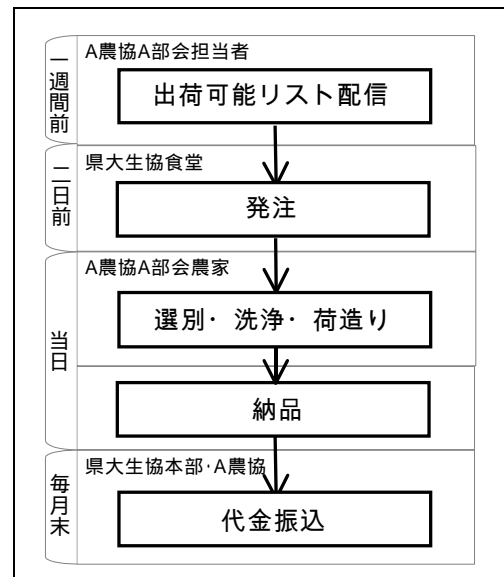 一週間前
A農協A部会担当者
出荷可能リスト配信
二日前
県大生協食堂
発注
当日
A農協A部会農家
選別・洗浄・荷造り
納品
毎月末
県大生協本部・A農協
代金振込